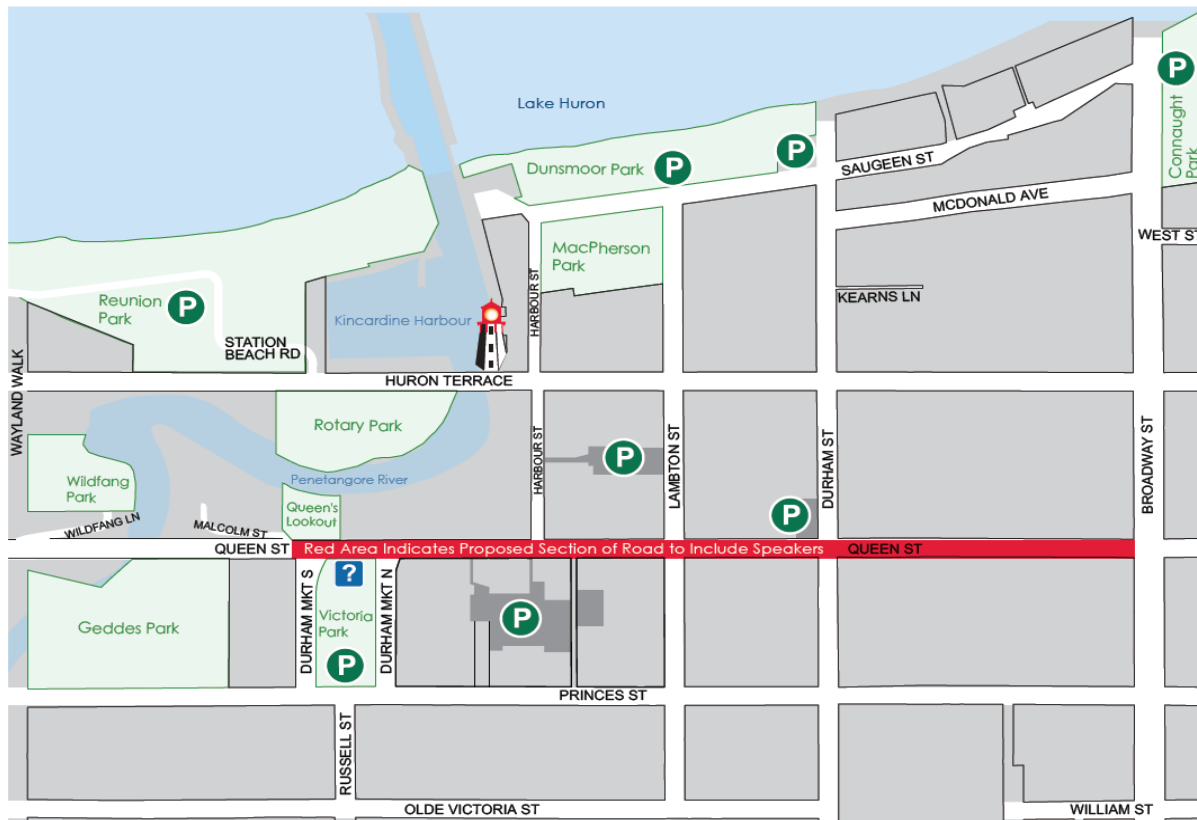 Lake Huron
P
Connaught
Park
P
P
Dunsmoor Park
SAUGEEN ST
MCDONALD AVE
WEST ST
MacPherson
Park
HARBOUR ST
KEARNS LN
Reunion
Park
P
Kincardine Harbour
STATION
BEACH RD
HURON TERRACE
WAYLAND WALK
Rotary Park
HARBOUR ST
P
LAMBTON ST
DURHAM ST
BROADWAY ST
Wildfang
Park
Penetangore River
Queen's
Lookout
P
WILDFANG LN
MALCOLM ST
QUEEN ST
Red Area Indicates Proposed Section of Road to Include Speakers
QUEEN ST
?
DURHAM MKT S
Victoria
Park
DURHAM MKT N
P
Geddes Park
P
PRINCES ST
RUSSELL ST
OLDE VICTORIA ST
WILLIAM ST